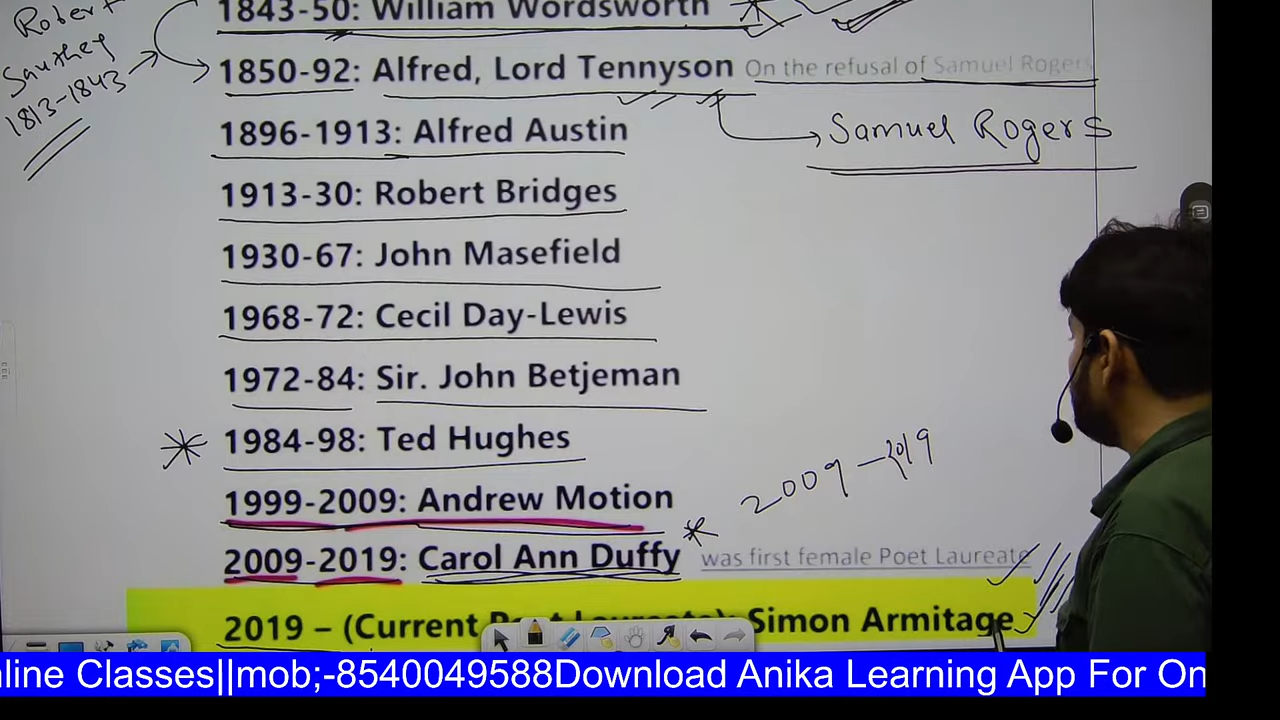 Robert
Southey
1813-1843
1843-50: William Wordsworth
1850-92: Alfred, Lord Tennyson On the refusal of Samuel Rogers
Samuel Rogers
1896-1913: Alfred Austin
1913-30: Robert Bridges
1930-67: John Masefield
1968-72: Cecil Day-Lewis
1972-84: Sir. John Betjeman
1984-98: Ted Hughes
2009-2019
1999-2009: Andrew Motion
2009-2019: Carol Ann Duffy was first female Poet Laureate
2019 – (Current Poet Laureate): Simon Armitage
nline Classes||mob;-8540049588Download Anika Learning App For On